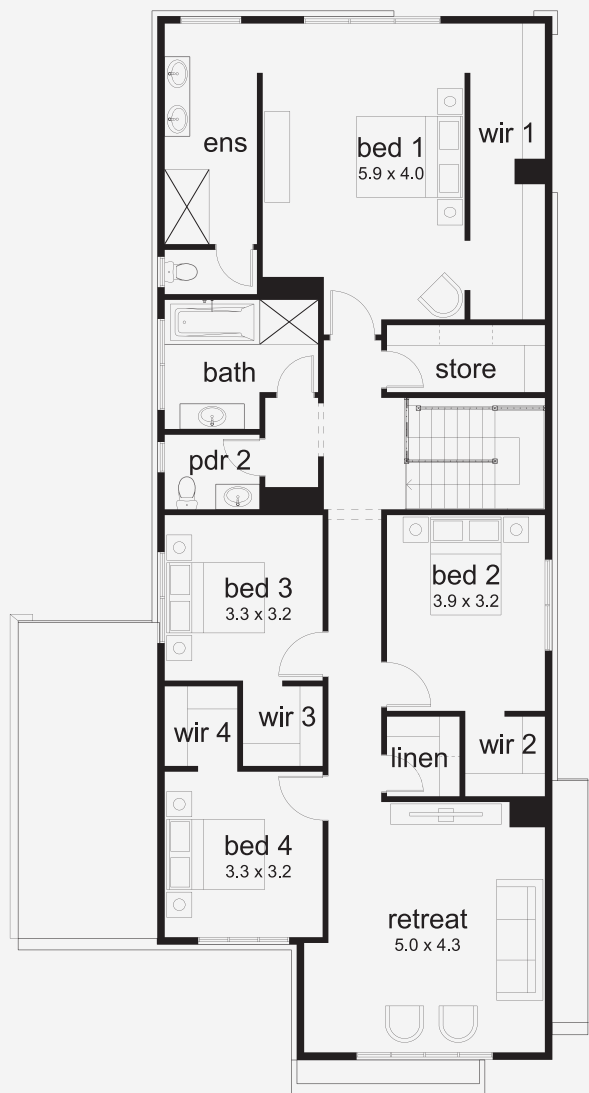 ens
bed 1
5.9 x 4.0
wir 1
bath
store
pdr 2
bed 3
3.3 x 3.2
bed 2
3.9 x 3.2
wir 4
wir 3
linen
wir 2
bed 4
3.3 x 3.2
retreat
5.0 x 4.3